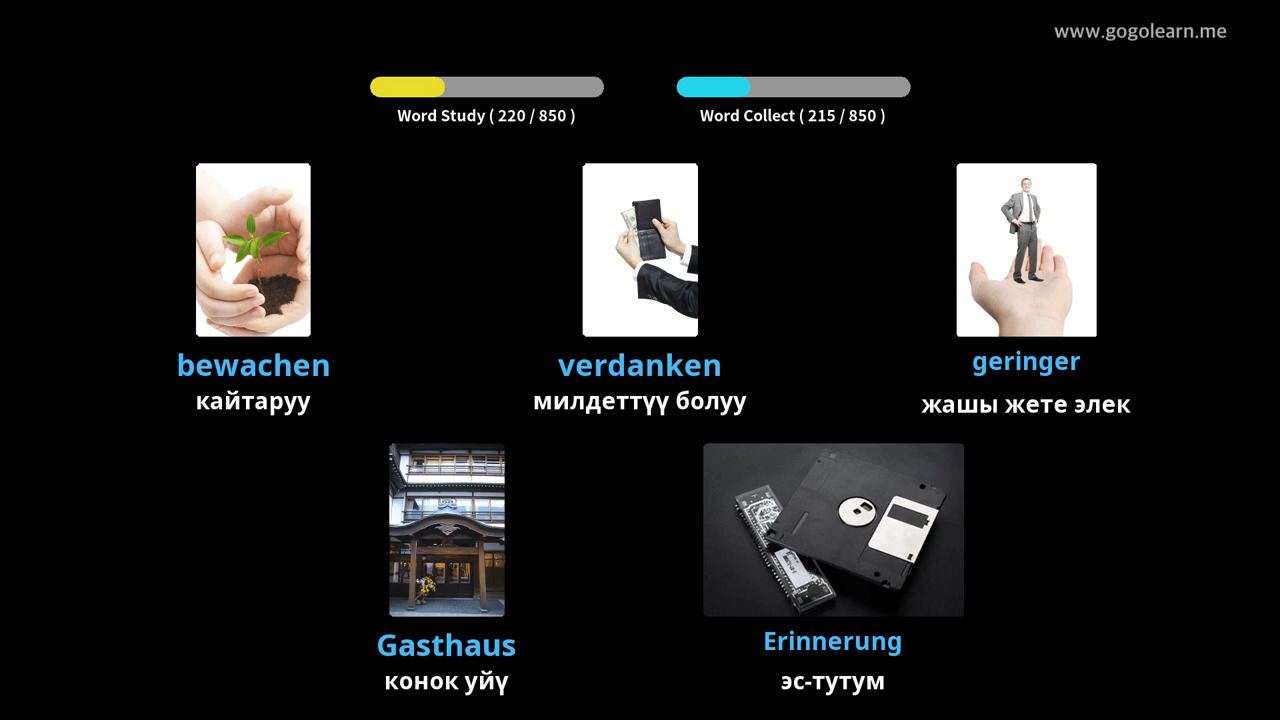 www.gogolearn.me
Word Study ( 220 / 850 )
Word Collect ( 215 / 850 )
bewachen
кайтаруу
verdanken
милдеттүү болуу
geringer
жашы жете элек
Gasthaus
конок уйү
Erinnerung
эс-тутум